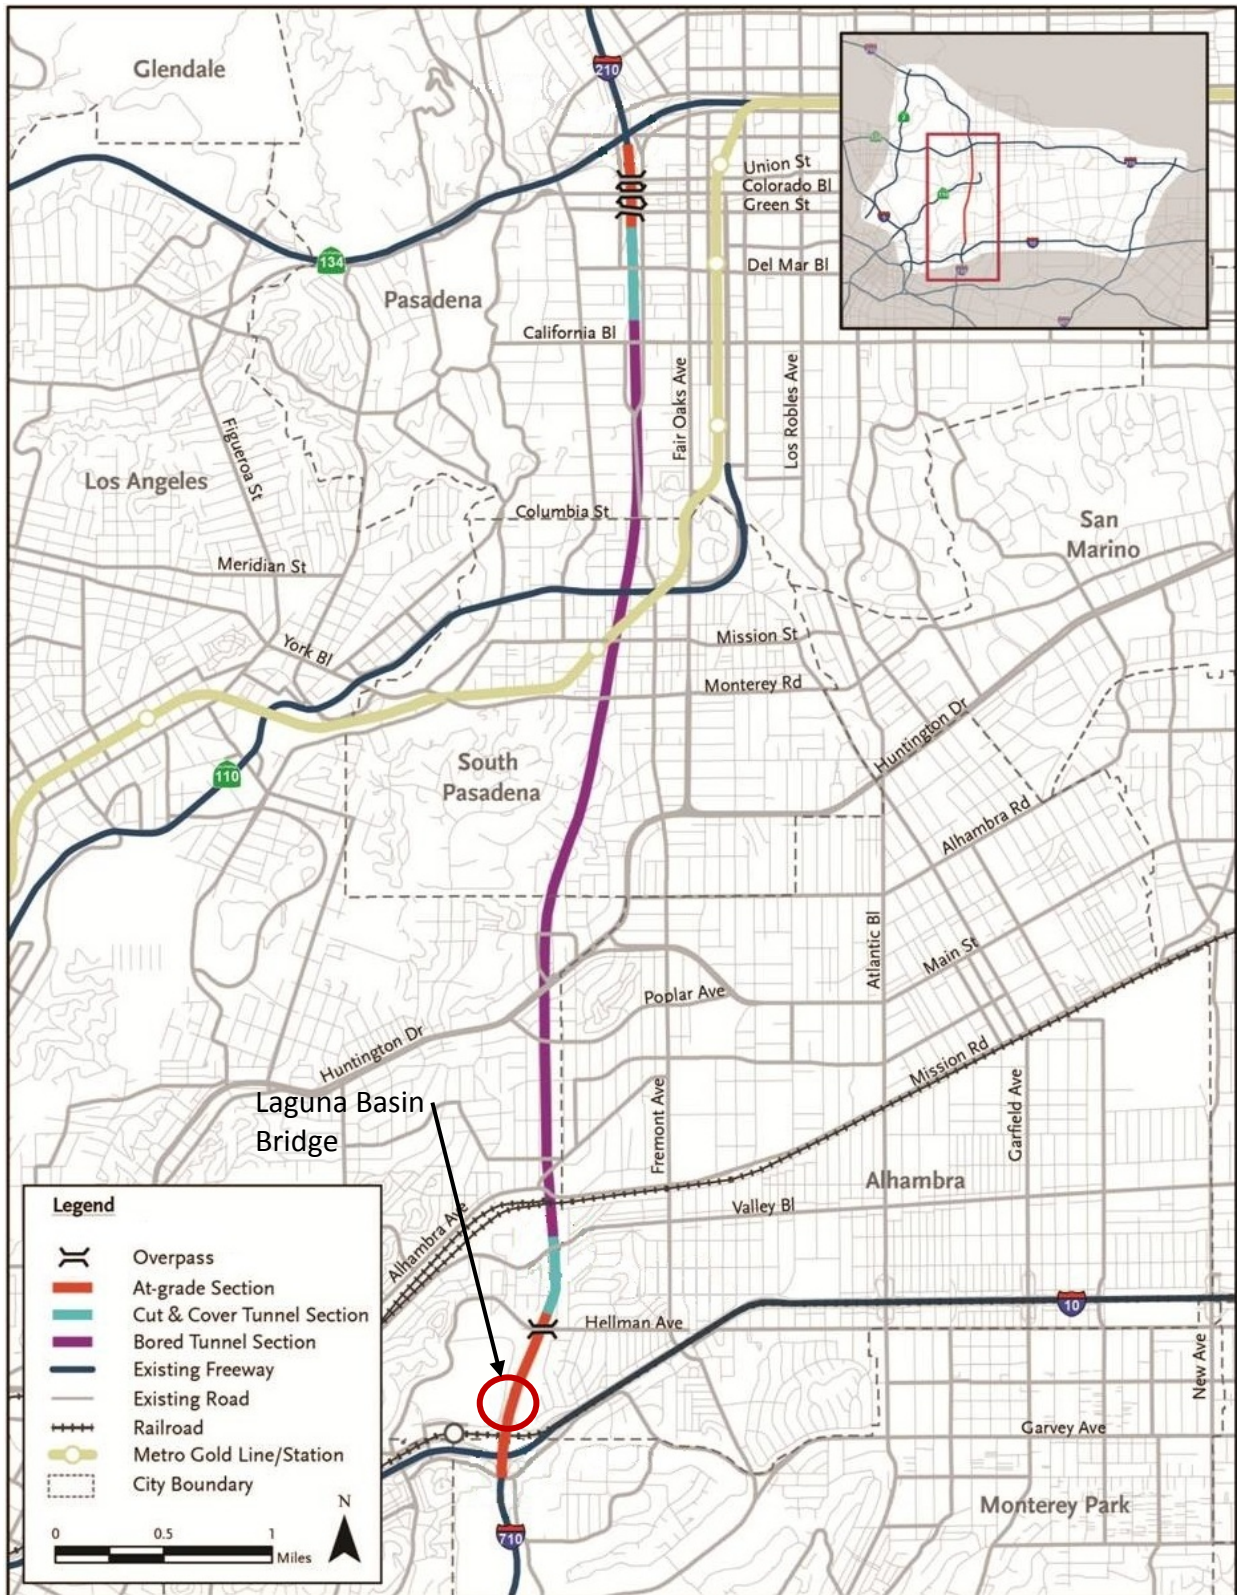 Glendale
210
Union St
Colorado Bl
Green St
134
Del Mar Bl
Pasadena
California Bl
Fair Oaks Ave
Los Robles Ave
Figueroa St
Los Angeles
Columbia St
San
Marino
Meridian St
York Bl
Mission St
Monterey Rd
Huntington Dr
South
Pasadena
110
Alhambra Rd
Atlantic Bl
Main St
Poplar Ave
Huntington Dr
Mission Rd
Laguna Basin
Bridge
Fremont Ave
Garfield Ave
Alhambra
Valley Bl
Alhambra Ave
10
Hellman Ave
New Ave
Garvey Ave
Monterey Park
710
Legend
Overpass
At-grade Section
Cut & Cover Tunnel Section
Bored Tunnel Section
Existing Freeway
Existing Road
Railroad
Metro Gold Line/Station
City Boundary
N
0 0.5 1
Miles